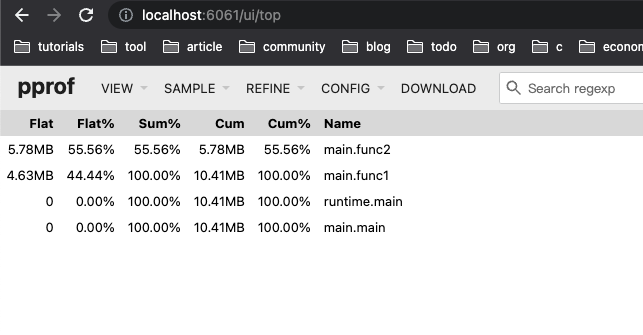 localhost:6061/ui/top
tutorials tool article community blog todo org c econom
pprof VIEW SAMPLE REFINE CONFIG DOWNLOAD Search regexp
Flat Flat% Sum% Cum Cum% Name
5.78MB 55.56% 55.56% 5.78MB 55.56% main.func2
4.63MB 44.44% 100.00% 10.41MB 100.00% main.func1
0 0.00% 100.00% 10.41MB 100.00% runtime.main
0 0.00% 100.00% 10.41MB 100.00% main.main